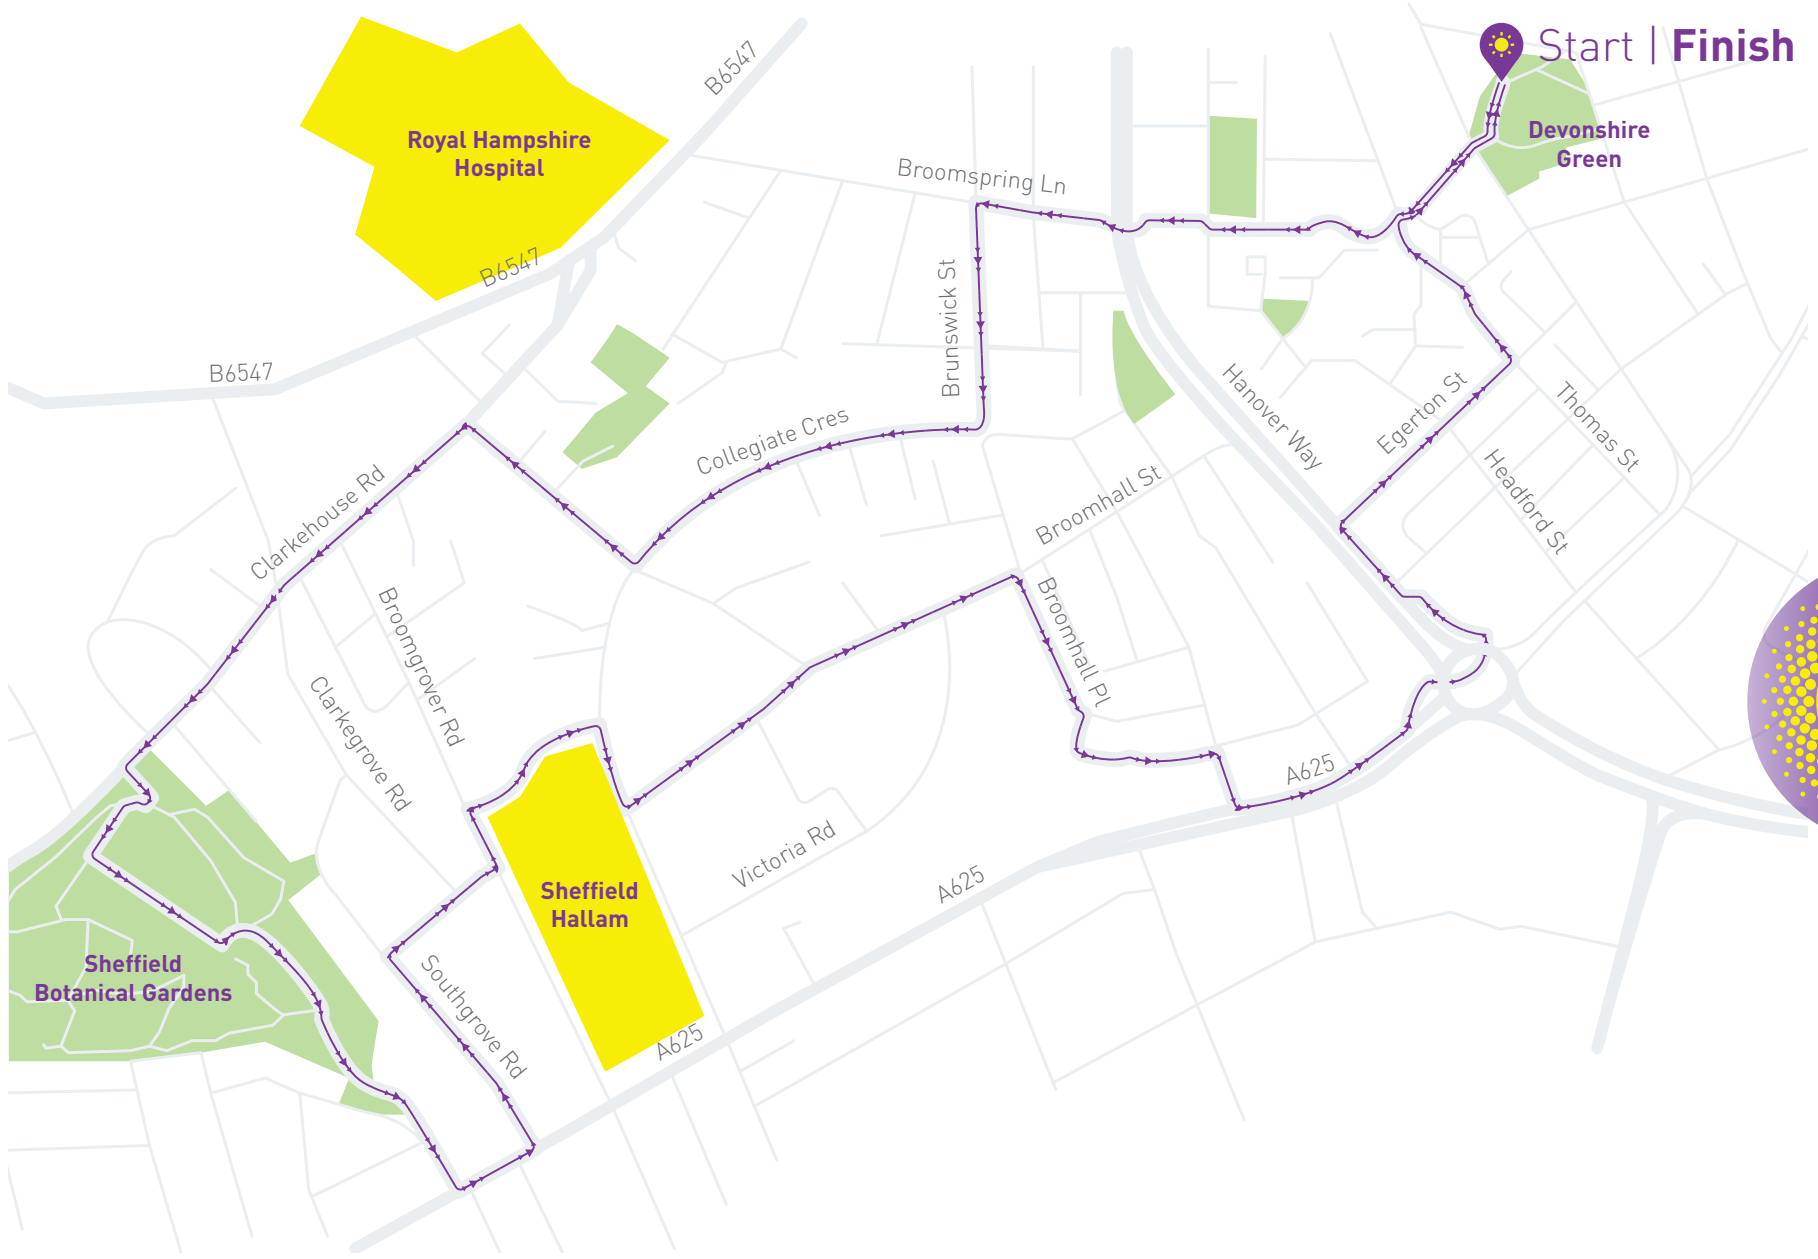 Start | Finish
B6547
Royal Hampshire
Hospital
Devonshire
Green
Broomspring Ln
B6547
Brunswick St
B6547
Hanover Way
Egerton St
Thomas St
Collegiate Cres
Headford St
Clarkehouse Rd
Broomhall St
Broomgrover Rd
Broomhall Pl
Clarkegrove Rd
A625
Victoria Rd
A625
Sheffield
Hallam
Sheffield
Botanical Gardens
Southgrove Rd
A625